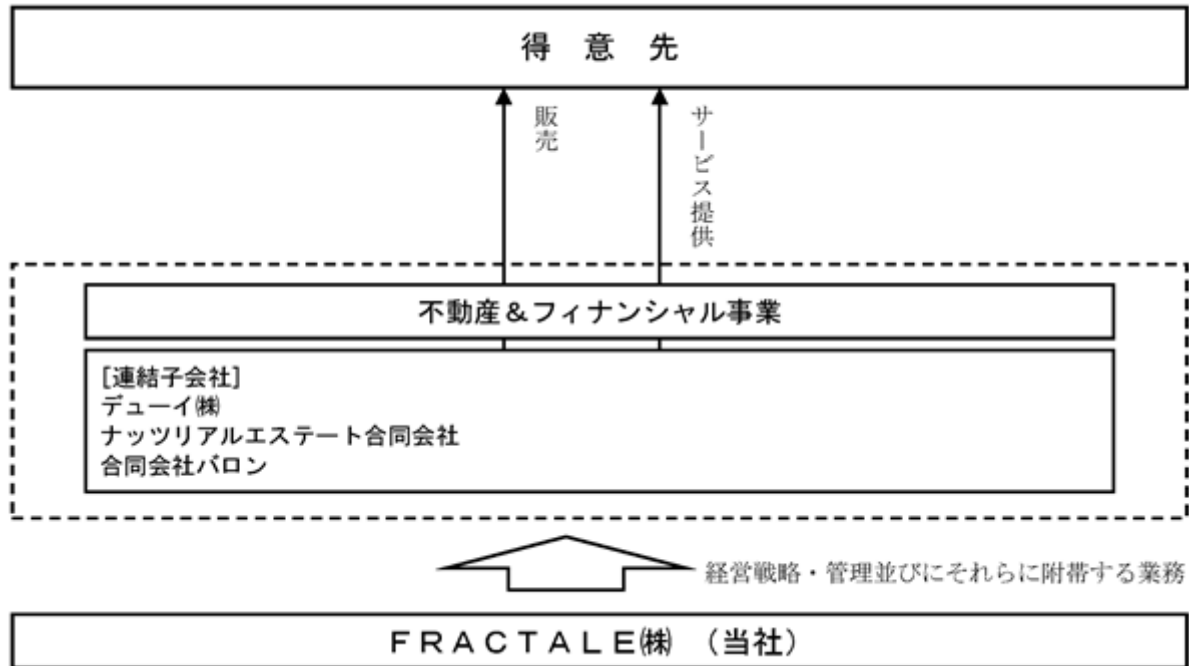 得意先
販売
サービス提供
不動産＆フィナンシャル事業
[連結子会社]
デューイ㈱
ナッツリアルエステート合同会社
合同会社バロン
経営戦略・管理並びにそれらに附帯する業務
ＦＲＡＣＴＡＬＥ㈱　（当社）